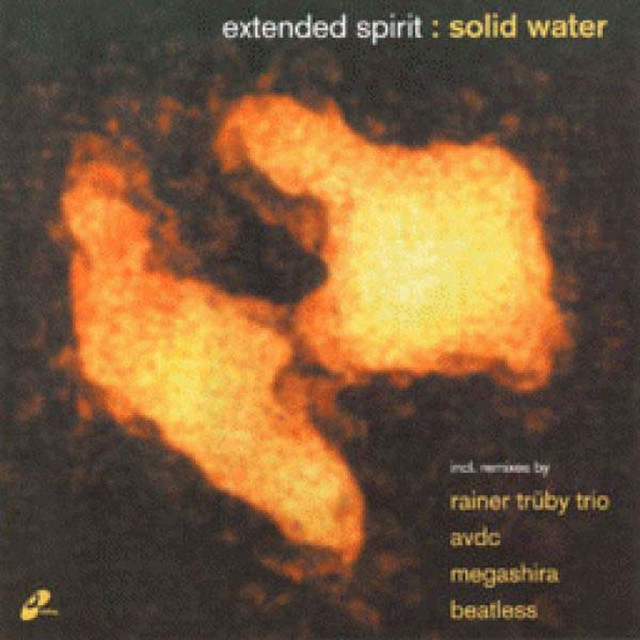 extended spirit : solid water
incl. remixes by
rainer trüby trio
avdc
megashira
beatless